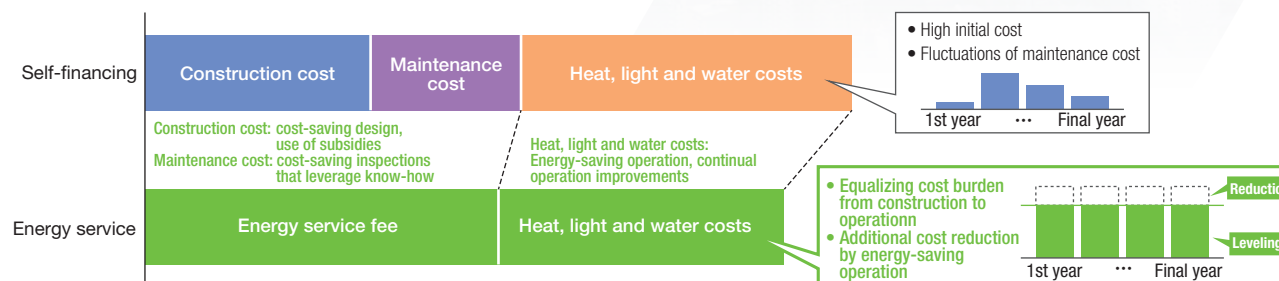 Self-financing
Construction cost
Maintenance
cost
Heat, light and water costs
• High initial cost
• Fluctuations of maintenance cost
1st year
...
Final year
Construction cost: cost-saving design,
use of subsidies
Maintenance cost: cost-saving inspections
that leverage know-how
Heat, light and water costs:
Energy-saving operation, continual
operation improvements
Energy service
Energy service fee
Heat, light and water costs
• Equalizing cost burden
from construction to
operationn
• Additional cost reduction
by energy-saving
operation
Reductio
Leveling
1st year
...
Final year